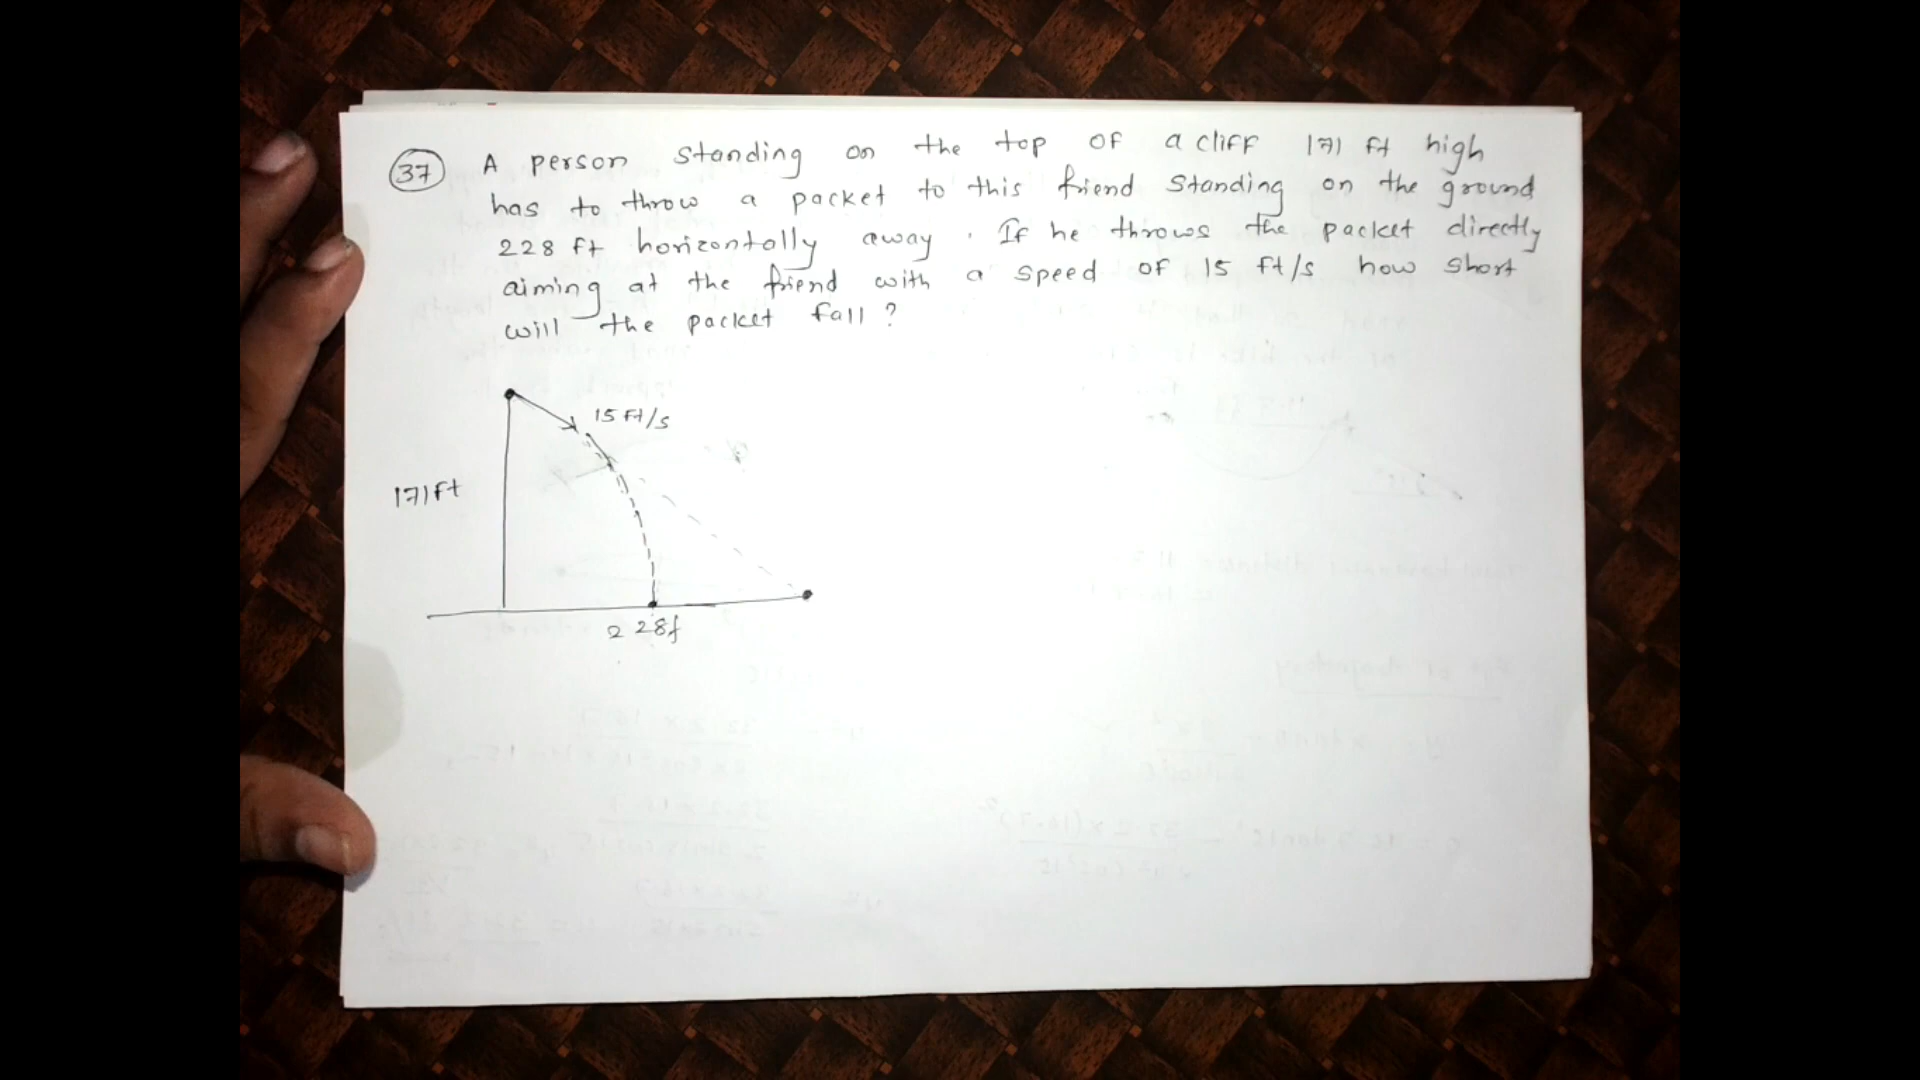 37 A person standing on the top of a cliff 171 ft high
has to throw a packet to this friend standing on the ground
228 ft horizontally away. If he throws the packet directly
aiming at the friend with a speed of 15 ft/s how short
will the packet fall?
15 ft/s
171 ft
228f